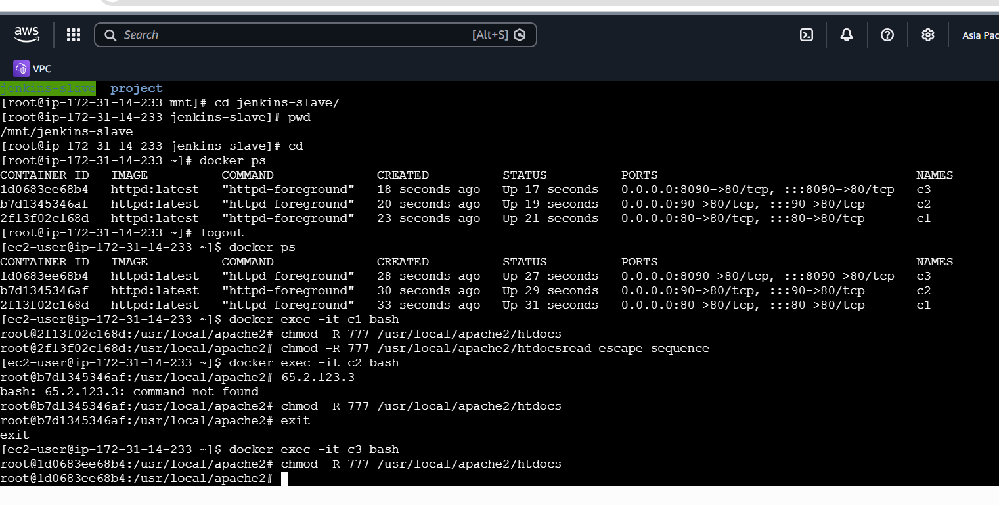 aws Search [Alt+S] Asia Pac
VPC
jenkins-slave  project
[root@ip-172-31-14-233 mnt]# cd jenkins-slave/
[root@ip-172-31-14-233 jenkins-slave]# pwd
/mnt/jenkins-slave
[root@ip-172-31-14-233 jenkins-slave]# cd
[root@ip-172-31-14-233 ~]# docker ps
CONTAINER ID   IMAGE          COMMAND              CREATED          STATUS          PORTS                                   NAMES
1d0683ee68b4   httpd:latest   "httpd-foreground"   18 seconds ago   Up 17 seconds   0.0.0.0:8090->80/tcp, :::8090->80/tcp   c3
b7d1345346af   httpd:latest   "httpd-foreground"   20 seconds ago   Up 19 seconds   0.0.0.0:90->80/tcp, :::90->80/tcp       c2
2f13f02c168d   httpd:latest   "httpd-foreground"   23 seconds ago   Up 21 seconds   0.0.0.0:80->80/tcp, :::80->80/tcp       c1
[root@ip-172-31-14-233 ~]# logout
[ec2-user@ip-172-31-14-233 ~]$ docker ps
CONTAINER ID   IMAGE          COMMAND              CREATED          STATUS          PORTS                                   NAMES
1d0683ee68b4   httpd:latest   "httpd-foreground"   28 seconds ago   Up 27 seconds   0.0.0.0:8090->80/tcp, :::8090->80/tcp   c3
b7d1345346af   httpd:latest   "httpd-foreground"   30 seconds ago   Up 29 seconds   0.0.0.0:90->80/tcp, :::90->80/tcp       c2
2f13f02c168d   httpd:latest   "httpd-foreground"   33 seconds ago   Up 31 seconds   0.0.0.0:80->80/tcp, :::80->80/tcp       c1
[ec2-user@ip-172-31-14-233 ~]$ docker exec -it c1 bash
root@2f13f02c168d:/usr/local/apache2# chmod -R 777 /usr/local/apache2/htdocs
root@2f13f02c168d:/usr/local/apache2# chmod -R 777 /usr/local/apache2/htdocsread escape sequence
[ec2-user@ip-172-31-14-233 ~]$ docker exec -it c2 bash
root@b7d1345346af:/usr/local/apache2# 65.2.123.3
bash: 65.2.123.3: command not found
root@b7d1345346af:/usr/local/apache2# chmod -R 777 /usr/local/apache2/htdocs
root@b7d1345346af:/usr/local/apache2# exit
exit
[ec2-user@ip-172-31-14-233 ~]$ docker exec -it c3 bash
root@1d0683ee68b4:/usr/local/apache2# chmod -R 777 /usr/local/apache2/htdocs
root@1d0683ee68b4:/usr/local/apache2#